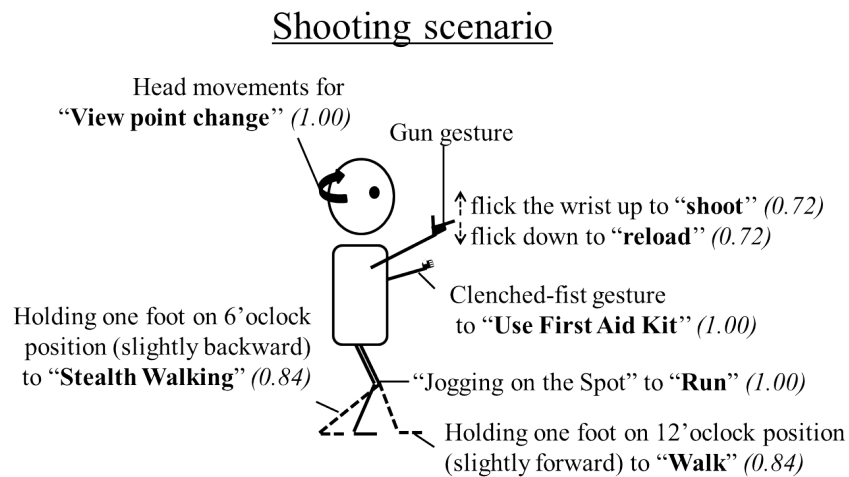 Shooting scenario
Head movements for
“View point change” (1.00)
Gun gesture
flick the wrist up to “shoot” (0.72)
flick down to “reload” (0.72)
Clenched-fist gesture
to “Use First Aid Kit” (1.00)
Holding one foot on 6’oclock
position (slightly backward)
to “Stealth Walking” (0.84)
“Jogging on the Spot” to “Run” (1.00)
Holding one foot on 12’oclock position
(slightly forward) to “Walk” (0.84)